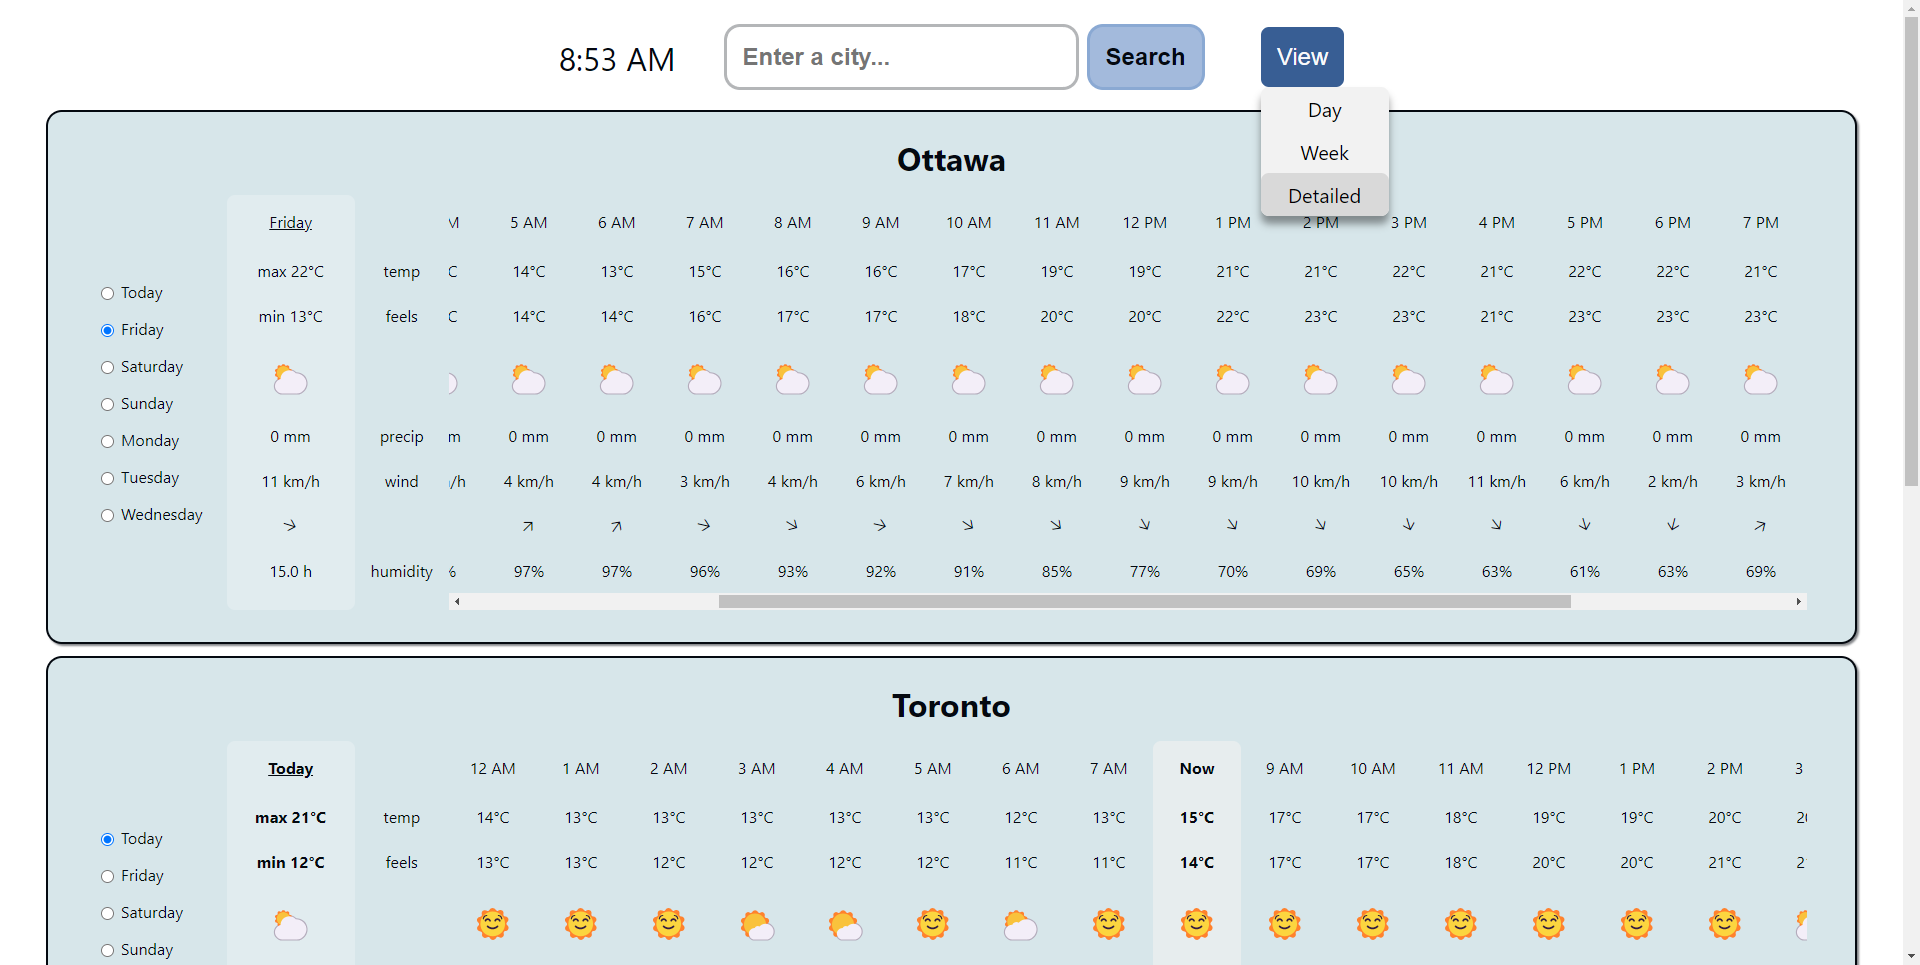 8:53 AM Enter a city... Search View
Day
Week
Detailed
Ottawa
Friday M 5 AM 6 AM 7 AM 8 AM 9 AM 10 AM 11 AM 12 PM 1 PM 2 PM 3 PM 4 PM 5 PM 6 PM 7 PM
max 22°C temp C 14°C 13°C 15°C 16°C 16°C 17°C 19°C 19°C 21°C 21°C 22°C 21°C 22°C 22°C 21°C
Today
min 13°C feels C 14°C 14°C 16°C 17°C 17°C 18°C 20°C 20°C 22°C 23°C 23°C 21°C 23°C 23°C 23°C
Friday
Saturday
Sunday
0 mm precip m 0 mm 0 mm 0 mm 0 mm 0 mm 0 mm 0 mm 0 mm 0 mm 0 mm 0 mm 0 mm 0 mm 0 mm 0 mm
Monday
Tuesday
11 km/h wind /h 4 km/h 4 km/h 3 km/h 4 km/h 6 km/h 7 km/h 8 km/h 9 km/h 9 km/h 10 km/h 10 km/h 11 km/h 6 km/h 2 km/h 3 km/h
Wednesday
15.0 h humidity % 97% 97% 96% 93% 92% 91% 85% 77% 70% 69% 65% 63% 61% 63% 69%
Toronto
Today 12 AM 1 AM 2 AM 3 AM 4 AM 5 AM 6 AM 7 AM Now 9 AM 10 AM 11 AM 12 PM 1 PM 2 PM 3
max 21°C temp 14°C 13°C 13°C 13°C 13°C 13°C 12°C 13°C 15°C 17°C 17°C 18°C 19°C 19°C 20°C
Today
min 12°C feels 13°C 13°C 12°C 12°C 12°C 12°C 11°C 11°C 14°C 17°C 17°C 18°C 20°C 20°C 21°C
Friday
Saturday
Sunday